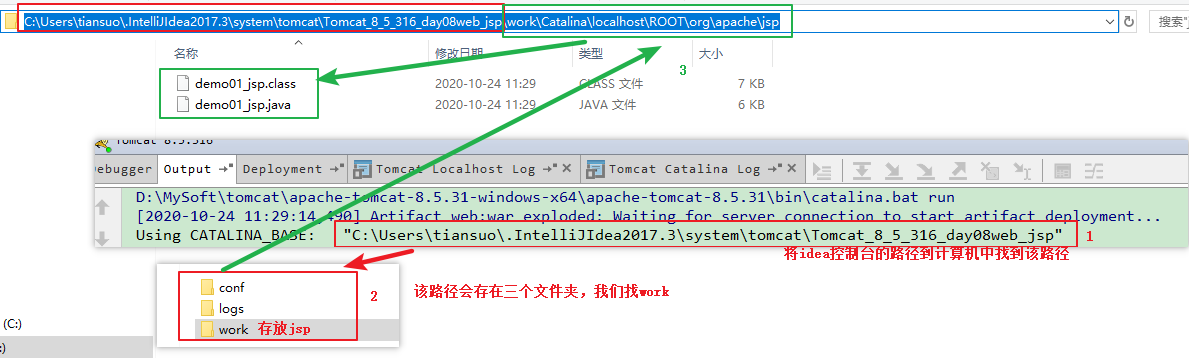 C:\Users\tiansuo\.IntelliJIdea2017.3\system\tomcat\Tomcat_8_5_316_day08web_jsp\work\Catalina\localhost\ROOT\org\apache\jsp
搜索"j
名称 修改日期 类型 大小
3
demo01_jsp.class 2020-10-24 11:29 CLASS 文件 7 KB
demo01_jsp.java 2020-10-24 11:29 JAVA 文件 6 KB
Tomcat 8.5.316
ebugger Output Deployment Tomcat Localhost Log Tomcat Catalina Log
D:\MySoft\tomcat\apache-tomcat-8.5.31-windows-x64\apache-tomcat-8.5.31\bin\catalina.bat run
[2020-10-24 11:29:14,490] Artifact web:war exploded: Waiting for server connection to start artifact deployment...
Using CATALINA_BASE: "C:\Users\tiansuo\.IntelliJIdea2017.3\system\tomcat\Tomcat_8_5_316_day08web_jsp"
1
将idea控制台的路径到计算机中找到该路径
conf
2
该路径会存在三个文件夹，我们找work
logs
(C:)
work 存放jsp
:)